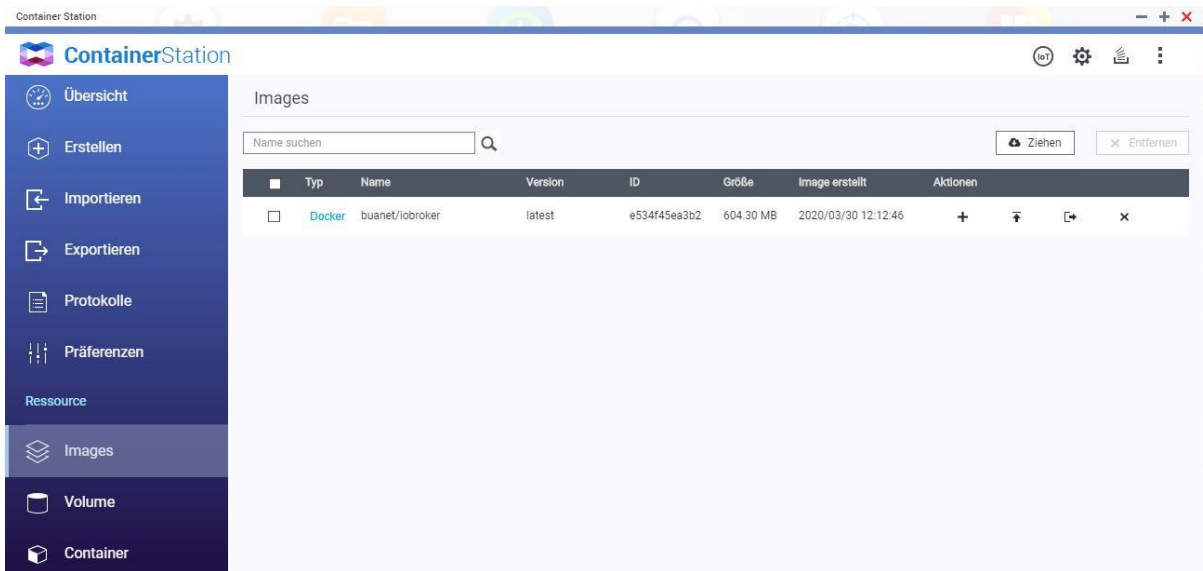 Container Station
ContainerStation
IoT
Übersicht
Erstellen
Importieren
Exportieren
Protokolle
Präferenzen
Ressource
Images
Volume
Container
Images
Name suchen
Ziehen
Entfernen
Typ Name Version ID Größe Image erstellt Aktionen
Docker buanet/iobroker latest e534f45ea3b2 604.30 MB 2020/03/30 12:12:46